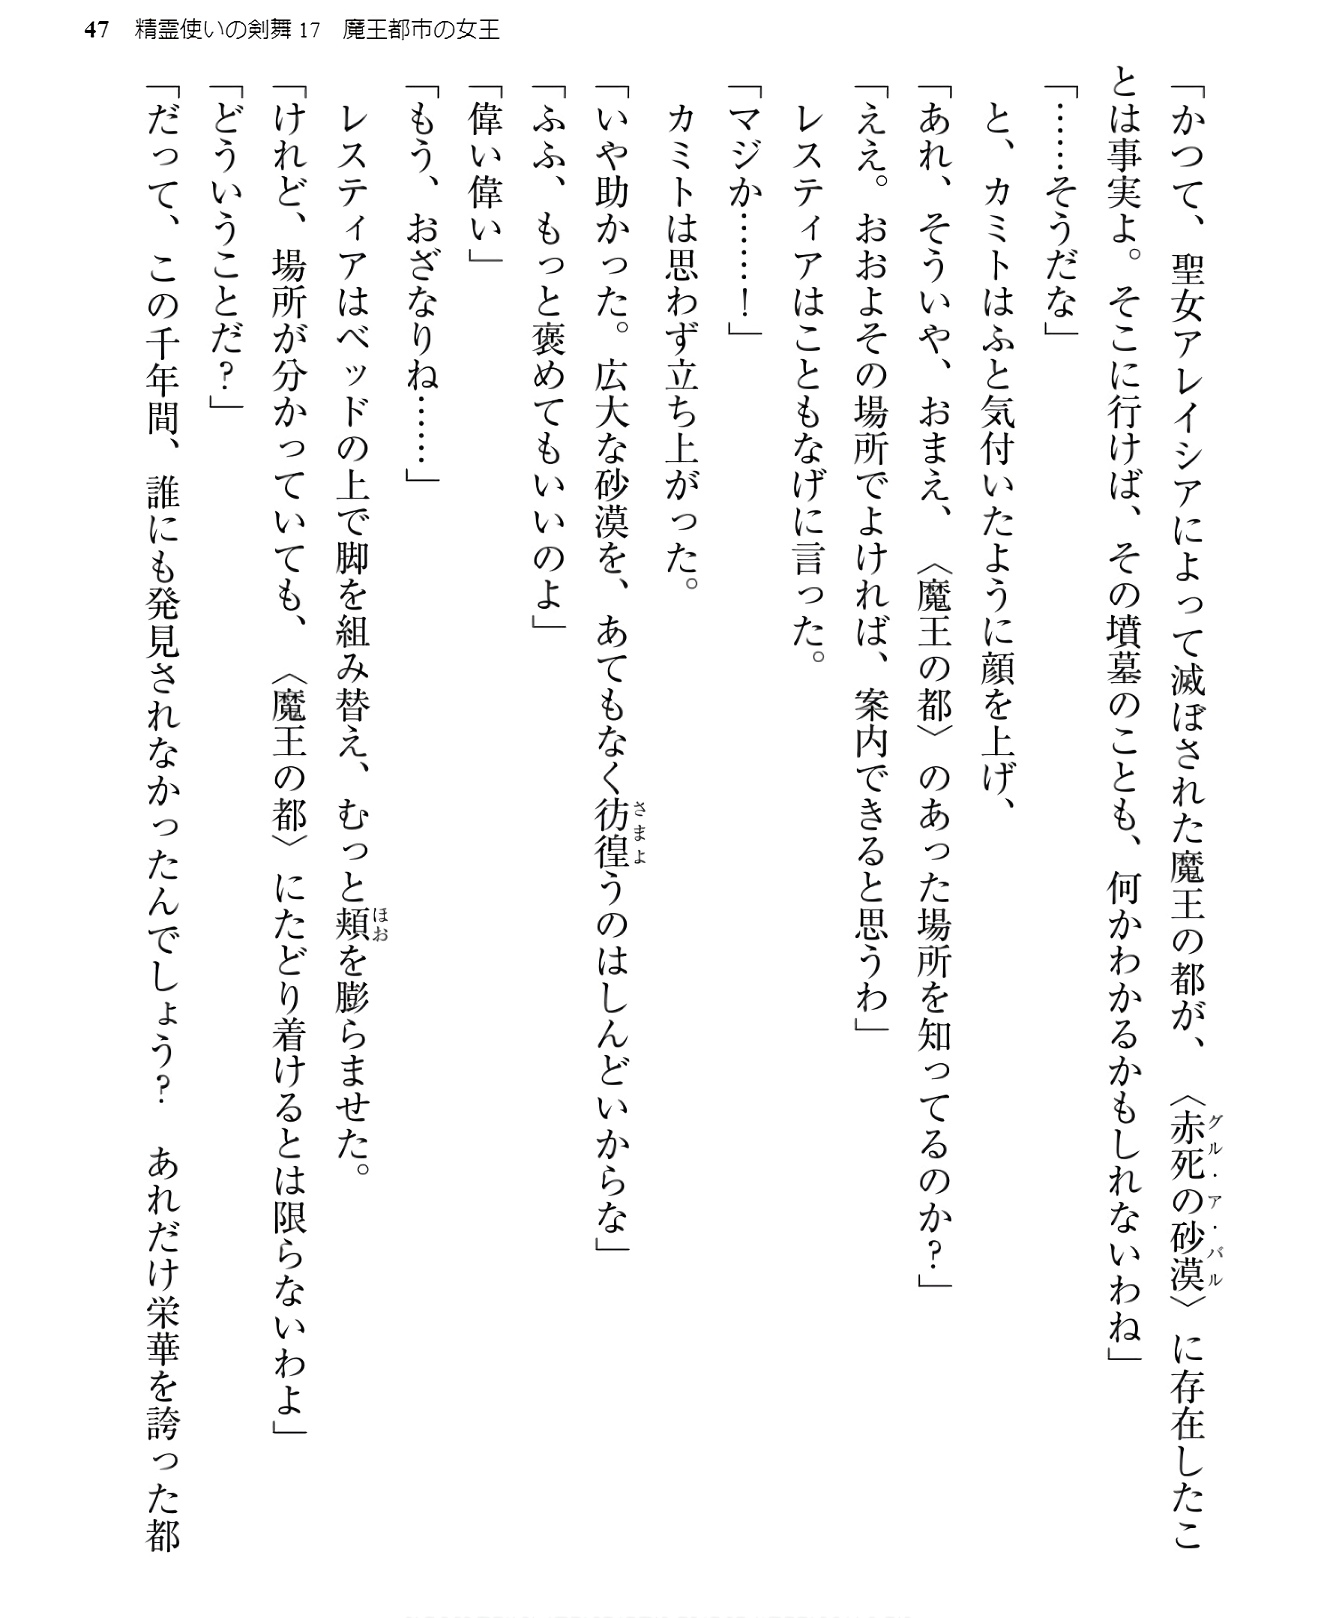 47 精霊使いの剣舞17 魔王都市の女王
「かつて、聖女アレイシアによって滅ぼされた魔王の都が、〈赤死の砂漠〉に存在したこ
グル・ア・バル
とは事実よ。そこに行けば、その墳墓のことも、何かわかるかもしれないわね」
「……そうだな」
と、カミトはふと気付いたように顔を上げ、
「あれ、そういや、おまえ、〈魔王の都〉のあった場所を知ってるのか?」
「ええ。おおよその場所でよければ、案内できると思うわ」
レスティアはこともなげに言った。
「マジか……!」
カミトは思わず立ち上がった。
「いや助かった。広大な砂漠を、あてもなく彷徨うのはしんどいからな」
さまよ
「ふふ、もっと褒めてもいいのよ」
「偉い偉い」
「もう、おざなりね……」
レスティアはベッドの上で脚を組み替え、むっと頬を膨らませた。
ほお
「けれど、場所が分かっていても、〈魔王の都〉にたどり着けるとは限らないわよ」
「どういうことだ?」
「だって、この千年間、誰にも発見されなかったんでしょう? あれだけ栄華を誇った都